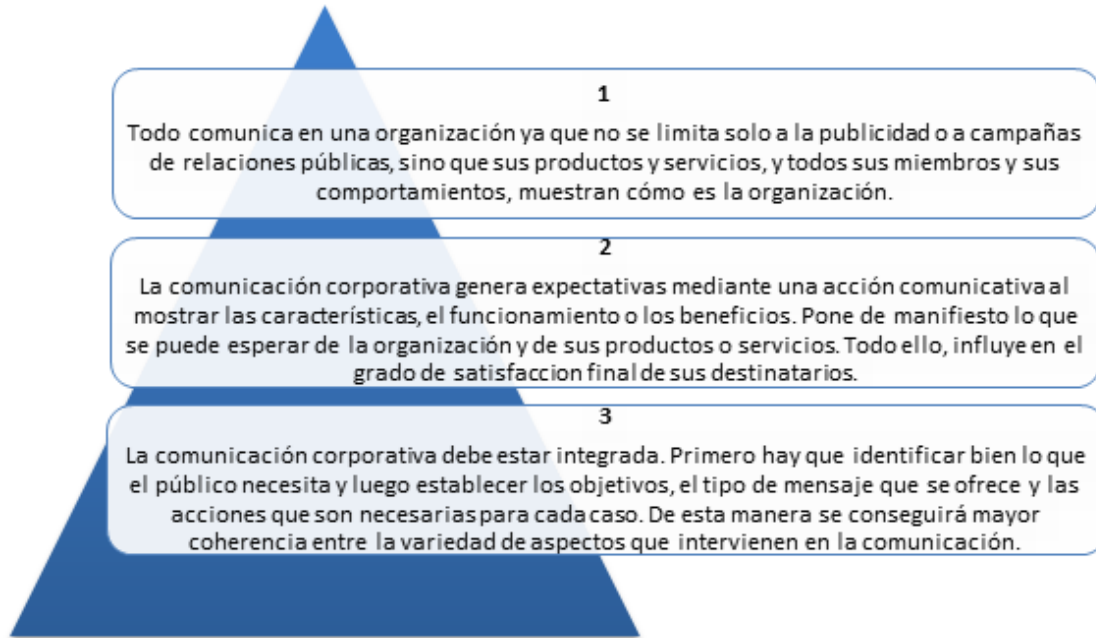 1
Todo comunica en una organización ya que no se limita solo a la publicidad o a campañas
de relaciones públicas, sino que sus productos y servicios, y todos sus miembros y sus
comportamientos, muestran cómo es la organización.
2
La comunicación corporativa genera expectativas mediante una acción comunicativa al
mostrar las características, el funcionamiento o los beneficios. Pone de manifiesto lo que
se puede esperar de la organización y de sus productos o servicios. Todo ello, influye en el
grado de satisfaccion final de sus destinatarios.
3
La comunicación corporativa debe estar integrada. Primero hay que identificar bien lo que
el público necesita y luego establecer los objetivos, el tipo de mensaje que se ofrece y las
acciones que son necesarias para cada caso. De esta manera se conseguirá mayor
coherencia entre la variedad de aspectos que intervienen en la comunicación.